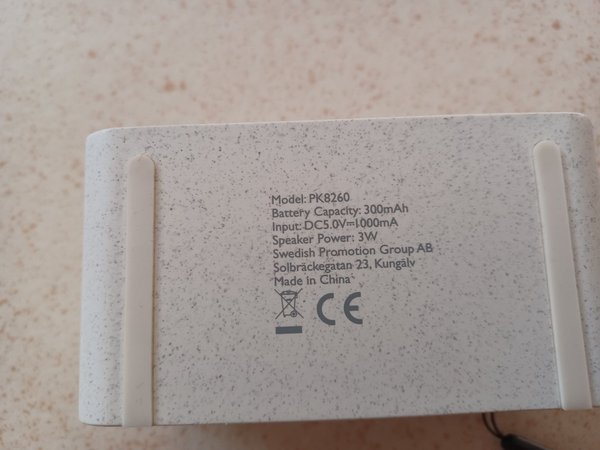 Model: PK8260
Battery Capacity: 300mAh
Input: DC5.0V⎓1000mA
Speaker Power: 3W
Swedish Promotion Group AB
Solbräckegatan 23, Kungälv
Made in China
CE